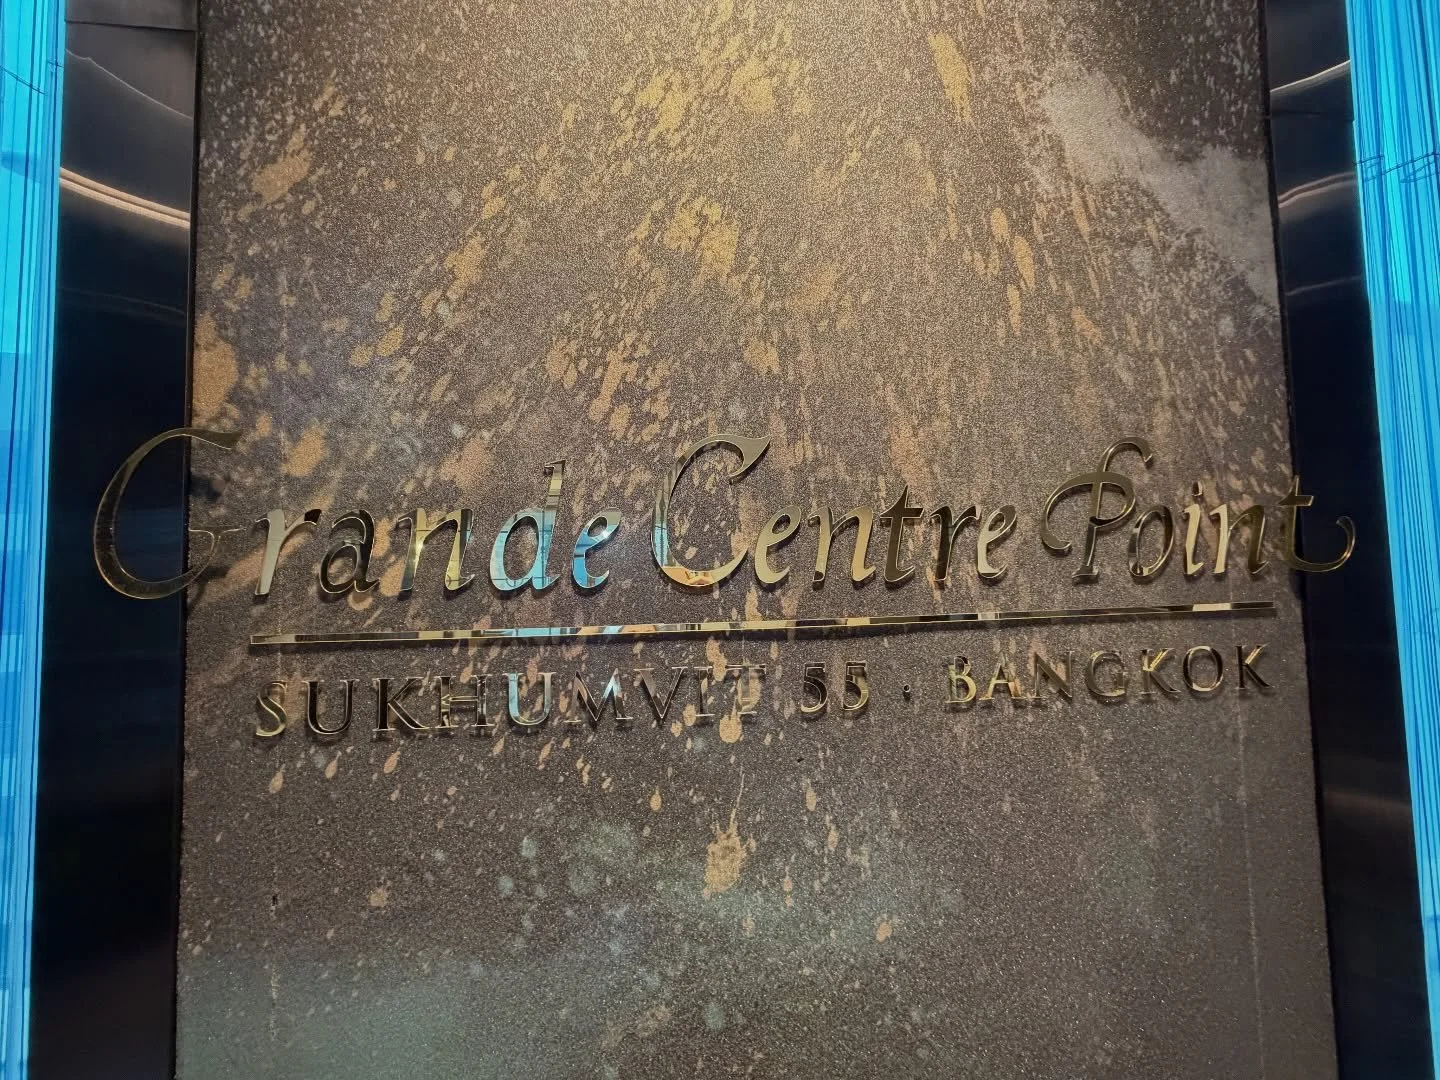 Grande Centre Point
SUKHUMVIT 55 · BANGKOK